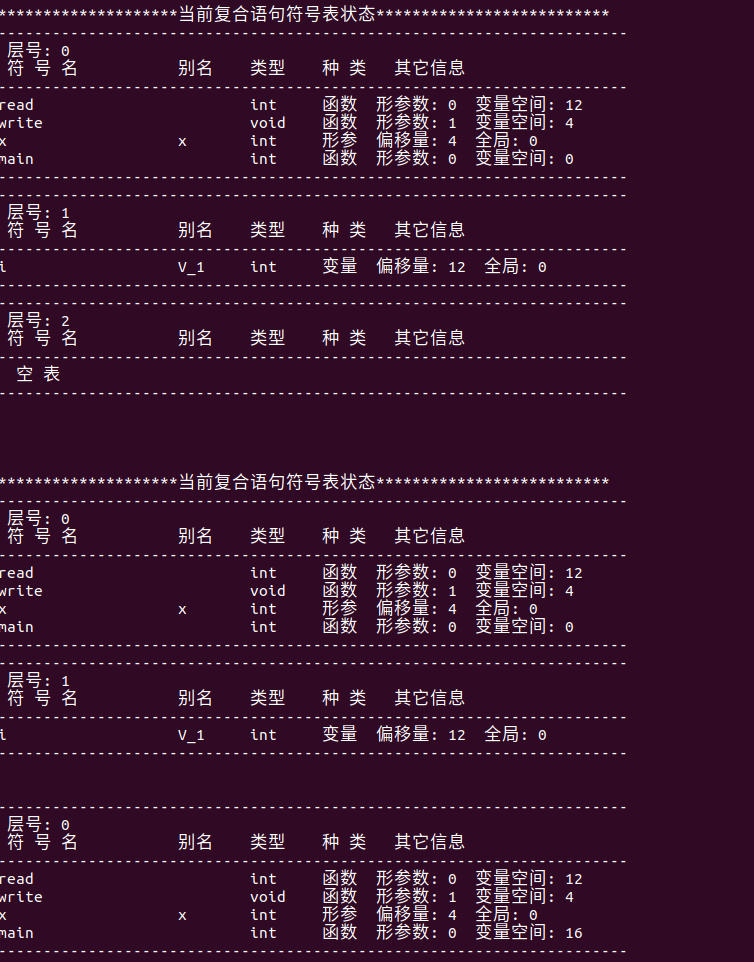 ********************当前复合语句符号表状态**************************
----------------------------------------------------------------------
层号: 0
符 号 名 别名 类型 种 类 其它信息
----------------------------------------------------------------------
read int 函数 形参数: 0 变量空间: 12
write void 函数 形参数: 1 变量空间: 4
x x int 形参 偏移量: 4 全局: 0
main int 函数 形参数: 0 变量空间: 0
----------------------------------------------------------------------
----------------------------------------------------------------------
层号: 1
符 号 名 别名 类型 种 类 其它信息
----------------------------------------------------------------------
i V_1 int 变量 偏移量: 12 全局: 0
----------------------------------------------------------------------
----------------------------------------------------------------------
层号: 2
符 号 名 别名 类型 种 类 其它信息
----------------------------------------------------------------------
空 表
----------------------------------------------------------------------
********************当前复合语句符号表状态**************************
----------------------------------------------------------------------
层号: 0
符 号 名 别名 类型 种 类 其它信息
----------------------------------------------------------------------
read int 函数 形参数: 0 变量空间: 12
write void 函数 形参数: 1 变量空间: 4
x x int 形参 偏移量: 4 全局: 0
main int 函数 形参数: 0 变量空间: 0
----------------------------------------------------------------------
----------------------------------------------------------------------
层号: 1
符 号 名 别名 类型 种 类 其它信息
----------------------------------------------------------------------
i V_1 int 变量 偏移量: 12 全局: 0
----------------------------------------------------------------------
----------------------------------------------------------------------
层号: 0
符 号 名 别名 类型 种 类 其它信息
----------------------------------------------------------------------
read int 函数 形参数: 0 变量空间: 12
write void 函数 形参数: 1 变量空间: 4
x x int 形参 偏移量: 4 全局: 0
main int 函数 形参数: 0 变量空间: 16
----------------------------------------------------------------------